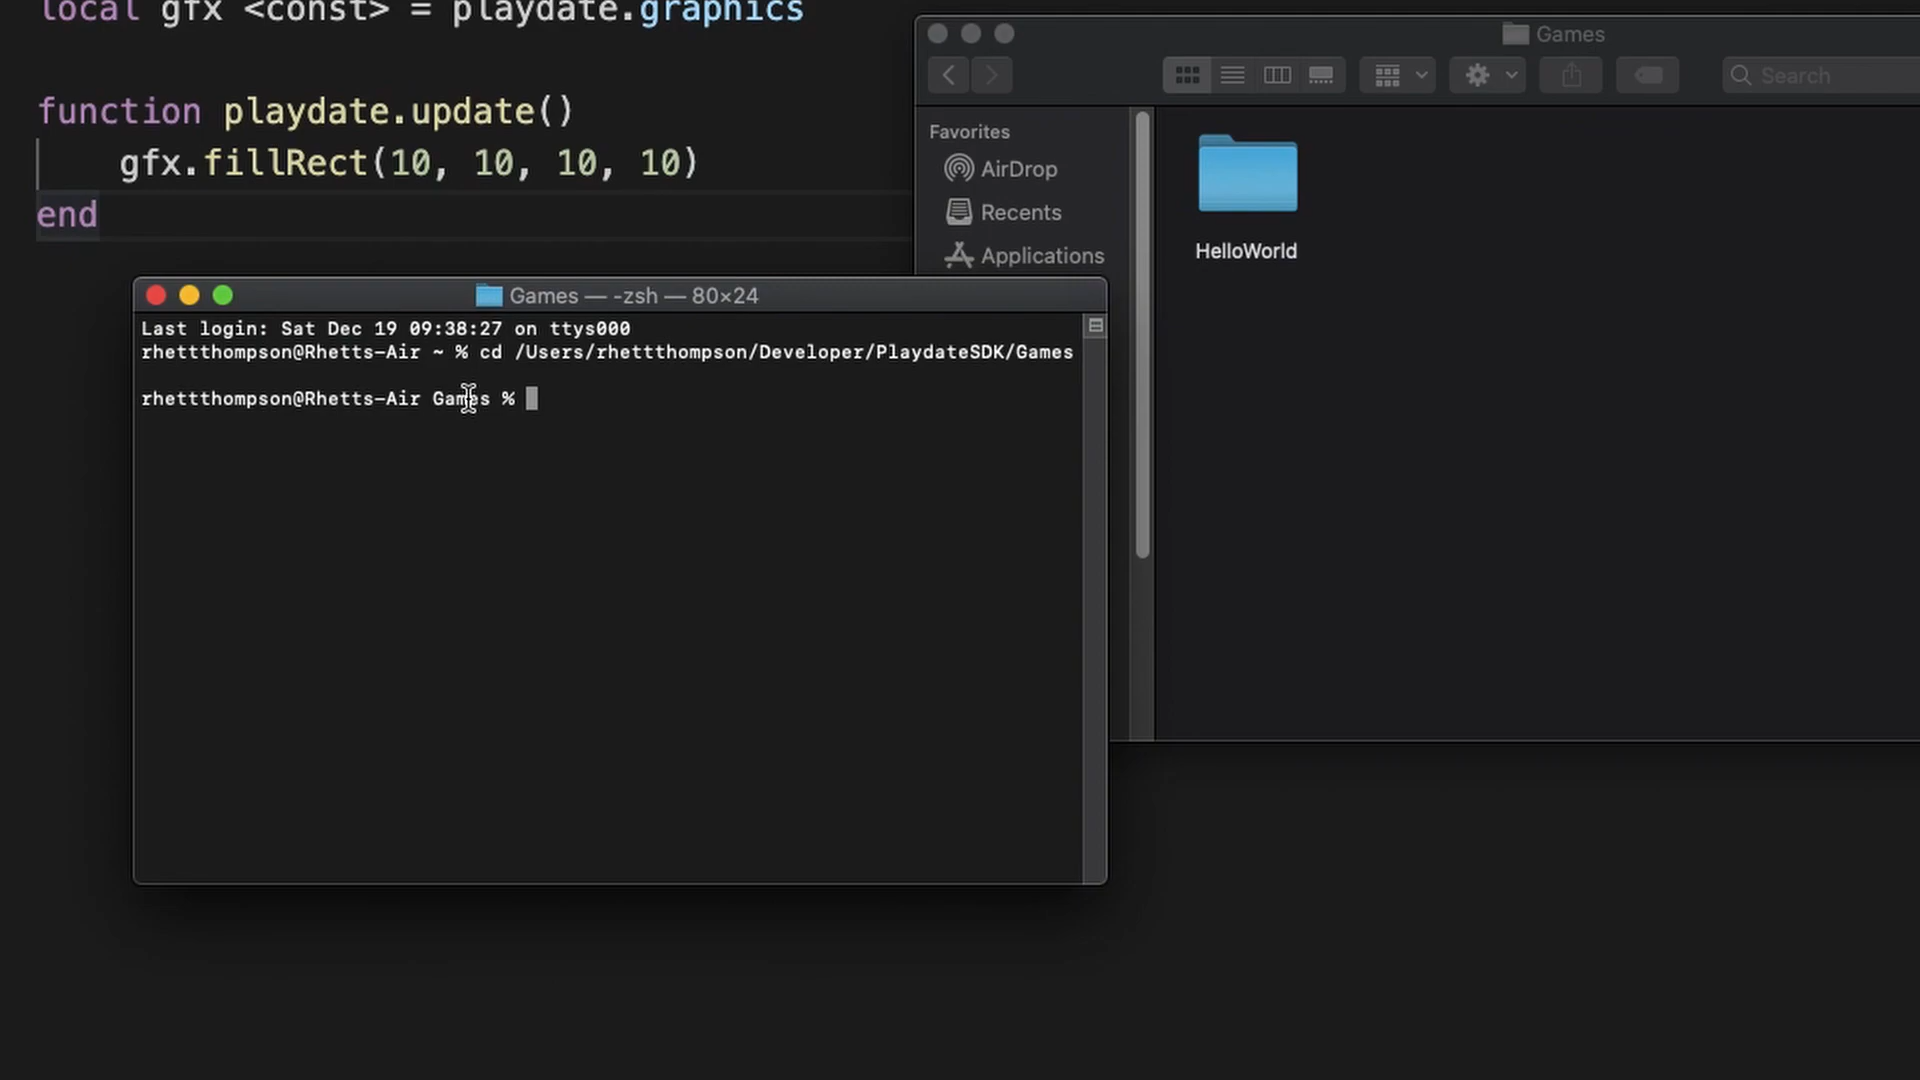 local gfx <const> = playdate.graphics
function playdate.update()
gfx.fillRect(10, 10, 10, 10)
end
Games
Search
Favorites
AirDrop
Recents
Applications
HelloWorld
Games — -zsh — 80×24
Last login: Sat Dec 19 09:38:27 on ttys000
rhettthompson@Rhetts-Air ~ % cd /Users/rhettthompson/Developer/PlaydateSDK/Games
rhettthompson@Rhetts-Air Games %